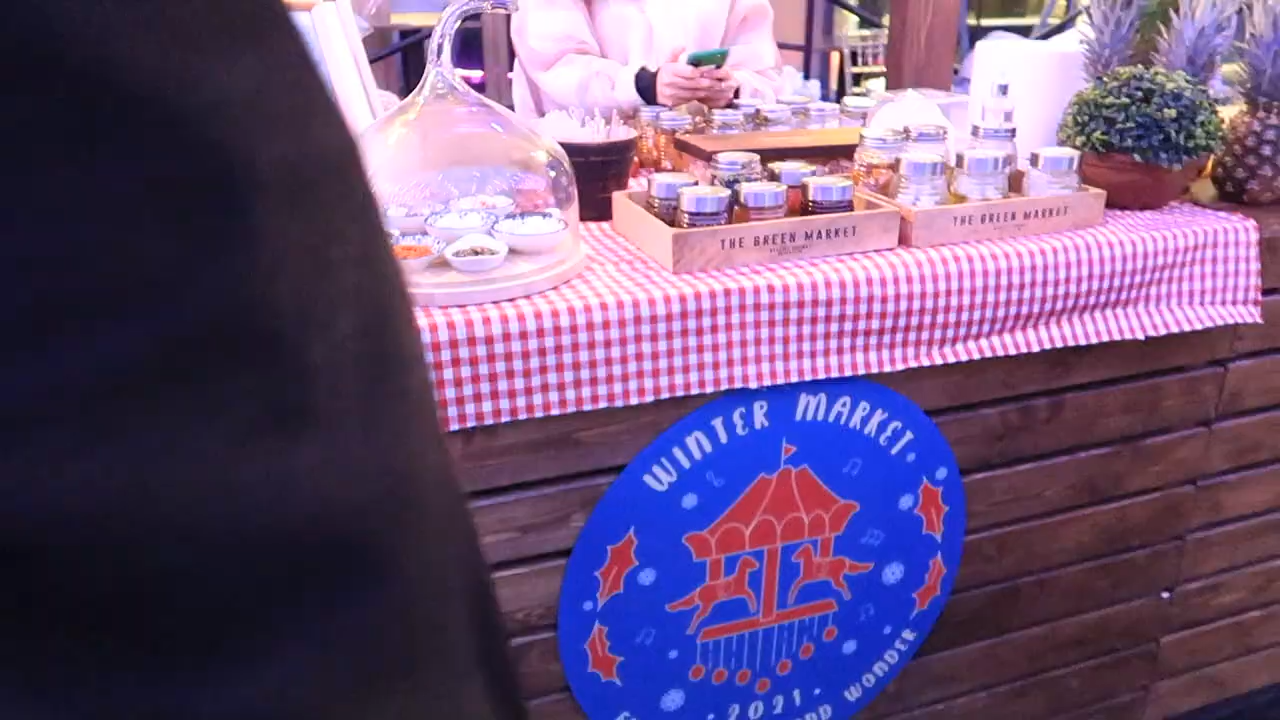 THE GREEN MARKET
THE GREEN MARKET
WINTER MARKET
2021
WONDER